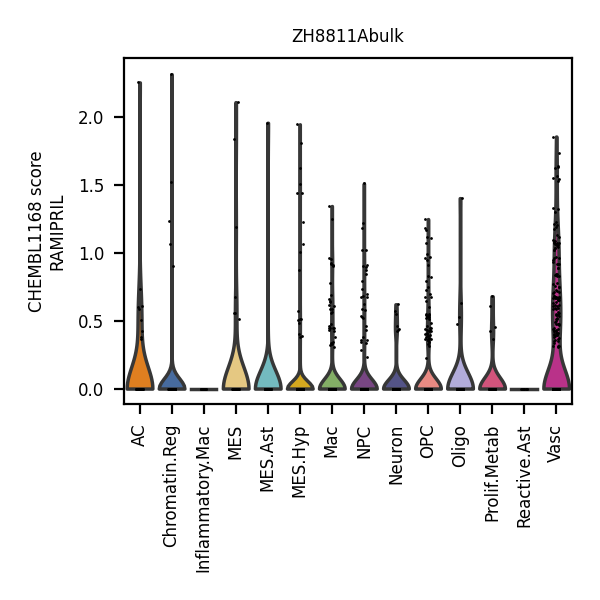 ZH8811Abulk
CHEMBL1168 score
RAMIPRIL
2.0
1.5
1.0
0.5
0.0
AC
Chromatin.Reg
Inflammatory.Mac
MES
MES.Ast
MES.Hyp
Mac
NPC
Neuron
OPC
Oligo
Prolif.Metab
Reactive.Ast
Vasc